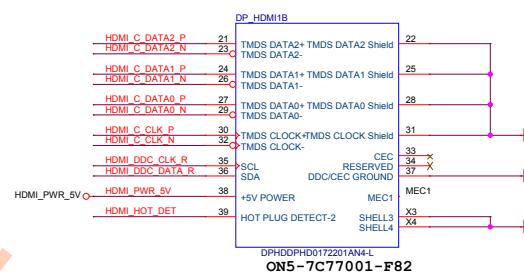 DP_HDMI1B
HDMI_C_DATA2_P 21 TMDS DATA2+ TMDS DATA2 Shield 22
HDMI_C_DATA2_N 23 TMDS DATA2-
HDMI_C_DATA1_P 24 TMDS DATA1+ TMDS DATA1 Shield 25
HDMI_C_DATA1_N 26 TMDS DATA1-
HDMI_C_DATA0_P 27 TMDS DATA0+ TMDS DATA0 Shield 28
HDMI_C_DATA0_N 29 TMDS DATA0-
HDMI_C_CLK_P 30 TMDS CLOCK+TMDS CLOCK Shield 31
HDMI_C_CLK_N 32 TMDS CLOCK-
CEC 33
HDMI_DDC_CLK_R 35 SCL RESERVED 34
HDMI_DDC_DATA_R 36 SDA DDC/CEC GROUND 37
HDMI_PWR_5V HDMI_PWR_5V 38 +5V POWER MEC1 MEC1
HDMI_HOT_DET 39 HOT PLUG DETECT-2 SHELL3 X3
SHELL4 X4
DPHDDPHD0172201AN4-L
ON5-7C77001-F82